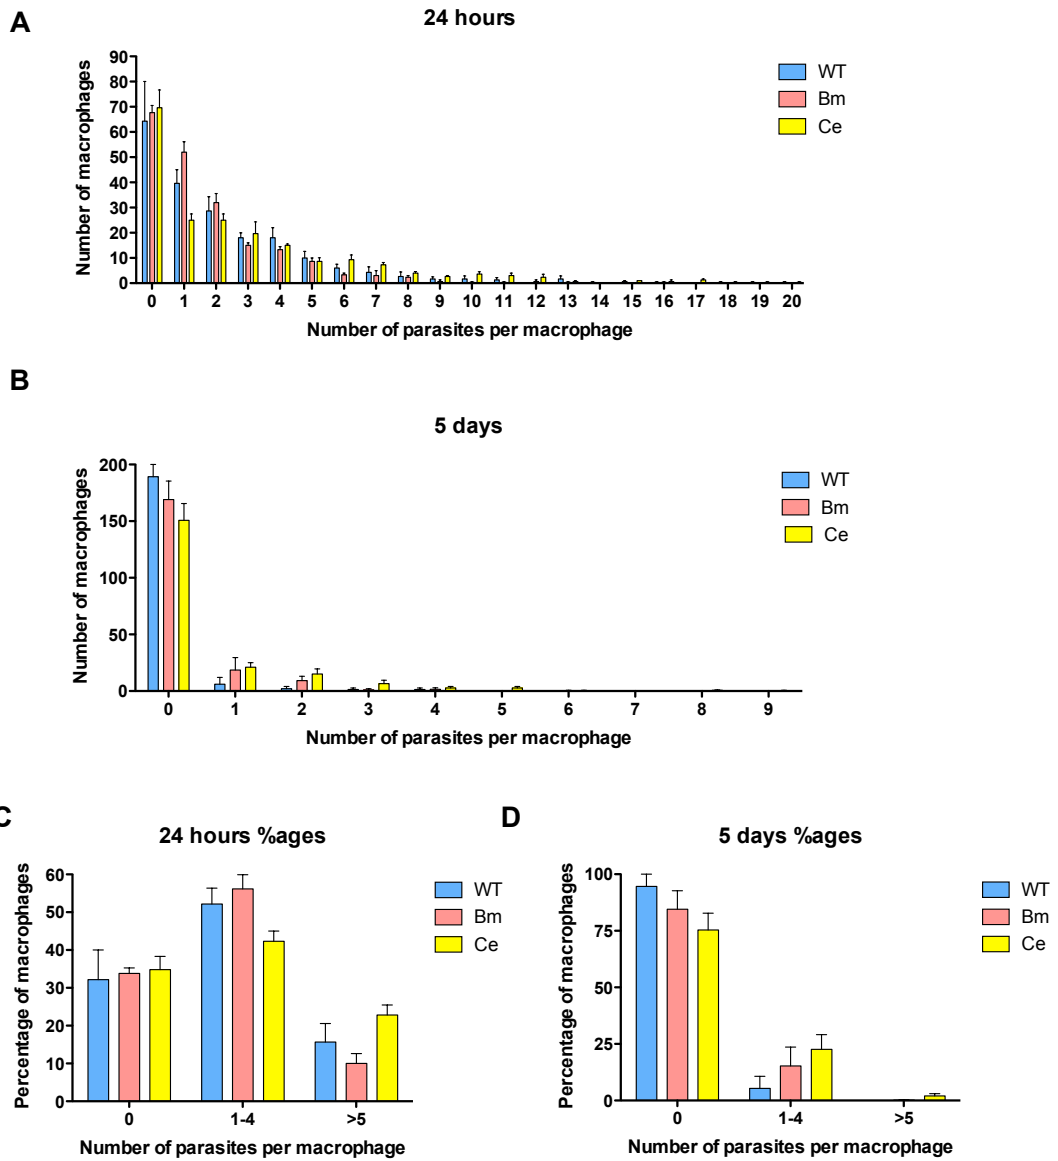 A
24 hours
Number of macrophages
90
80
70
60
50
40
30
20
10
0
0 1 2 3 4 5 6 7 8 9 10 11 12 13 14 15 16 17 18 19 20
Number of parasites per macrophage
WT
Bm
Ce
B
5 days
Number of macrophages
200
150
100
50
0
0 1 2 3 4 5 6 7 8 9
Number of parasites per macrophage
WT
Bm
Ce
C
24 hours %ages
Percentage of macrophages
60
50
40
30
20
10
0
0 1-4 >5
Number of parasites per macrophage
WT
Bm
Ce
D
5 days %ages
Percentage of macrophages
100
75
50
25
0
0 1-4 >5
Number of parasites per macrophage
WT
Bm
Ce